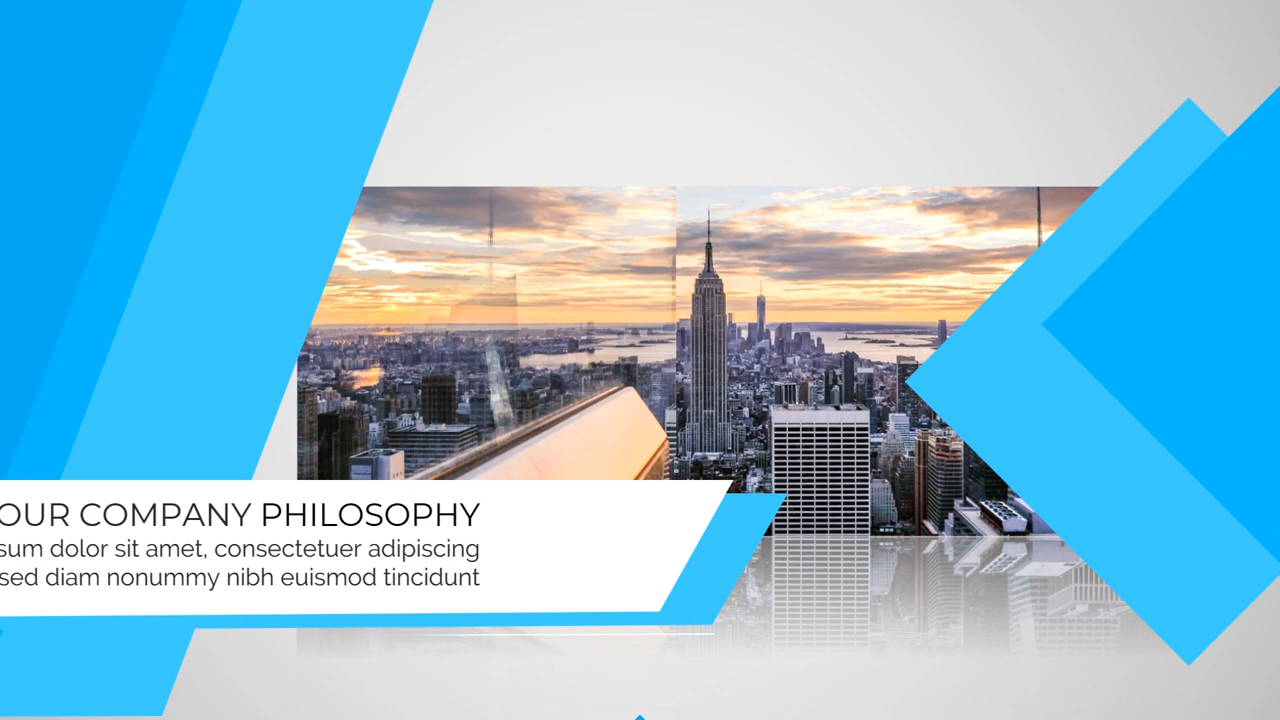 OUR COMPANY PHILOSOPHY
sum dolor sit amet, consectetuer adipiscing
sed diam nonummy nibh euismod tincidunt